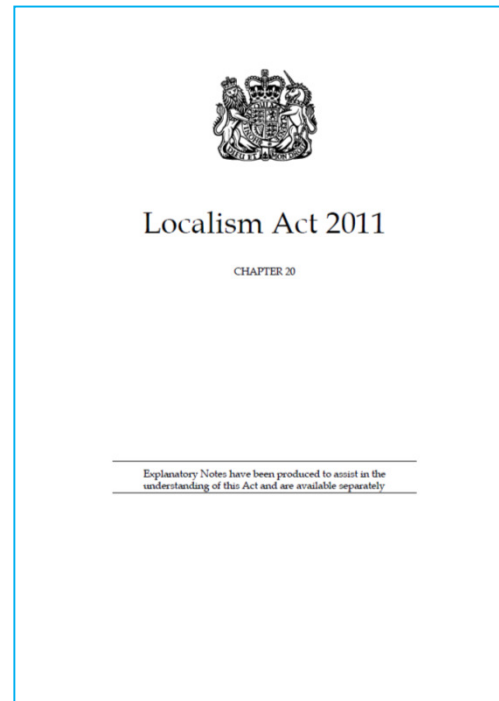 Localism Act 2011
CHAPTER 20
Explanatory Notes have been produced to assist in the
understanding of this Act and are available separately